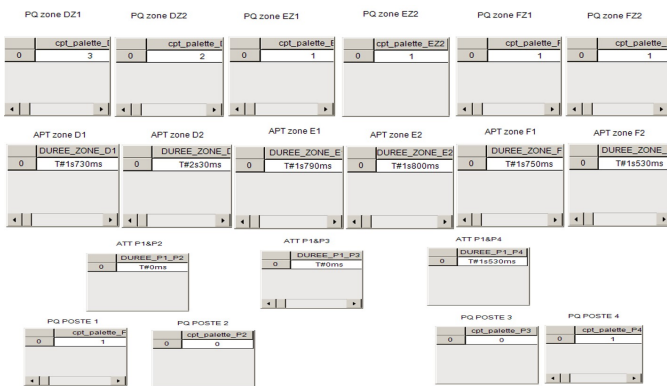 PQ zone DZ1 PQ zone DZ2 PQ zone EZ1 PQ zone EZ2 PQ zone FZ1 PQ zone FZ2
cpt_palette_D cpt_palette_D cpt_palette_E cpt_palette_EZ2 cpt_palette_F cpt_palette_F
0 3 0 2 0 1 0 1 0 1 0 1
APT zone D1 APT zone D2 APT zone E1 APT zone E2 APT zone F1 APT zone F2
DUREE_ZONE_D1 DUREE_ZONE_D DUREE_ZONE_E DUREE_ZONE_E2 DUREE_ZONE_F DUREE_ZONE_
0 T#1s730ms 0 T#2s30ms 0 T#1s790ms 0 T#1s800ms 0 T#1s750ms 0 T#1s530ms
ATT P1&P2 ATT P1&P3 ATT P1&P4
DUREE_P1_P2 DUREE_P1_P3 DUREE_P1_P4
0 T#0ms 0 T#0ms 0 T#1s530ms
PQ POSTE 1 PQ POSTE 2 PQ POSTE 3 PQ POSTE 4
cpt_palette_P cpt_palette_P2 cpt_palette_P3 cpt_palette_P4
0 1 0 0 0 0 0 1